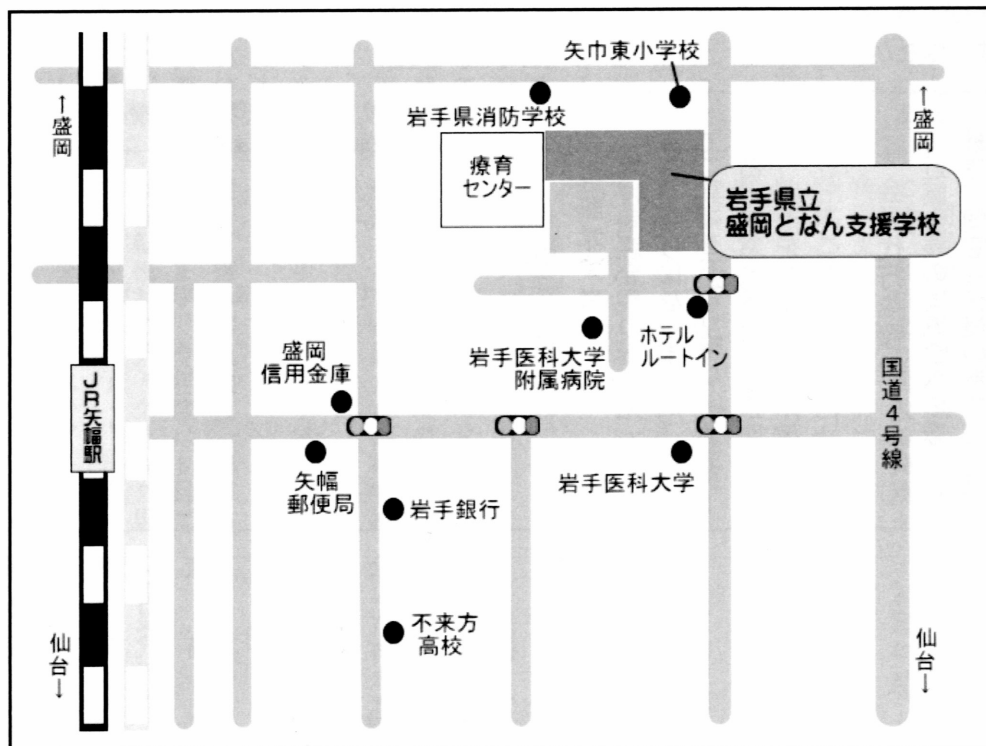 矢巾東小学校
↑盛岡
岩手県消防学校
↑盛岡
療育
センター
岩手県立
盛岡となん支援学校
盛岡
信用金庫
岩手医科大学
附属病院
ホテル
ルートイン
JR矢幅駅
国道4号線
矢幅
郵便局
岩手銀行
岩手医科大学
不来方
高校
仙台↓
仙台↓